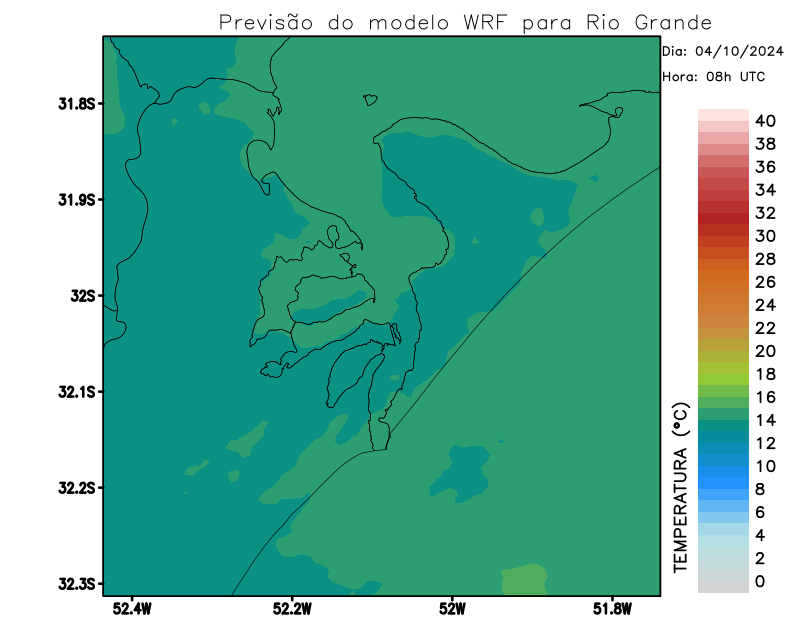 Previsão do modelo WRF para Rio Grande
Dia: 04/10/2024
Hora: 08h UTC
31.8S
31.9S
32S
32.1S
32.2S
32.3S
52.4W
52.2W
52W
51.8W
TEMPERATURA (°C)
40
38
36
34
32
30
28
26
24
22
20
18
16
14
12
10
8
6
4
2
0